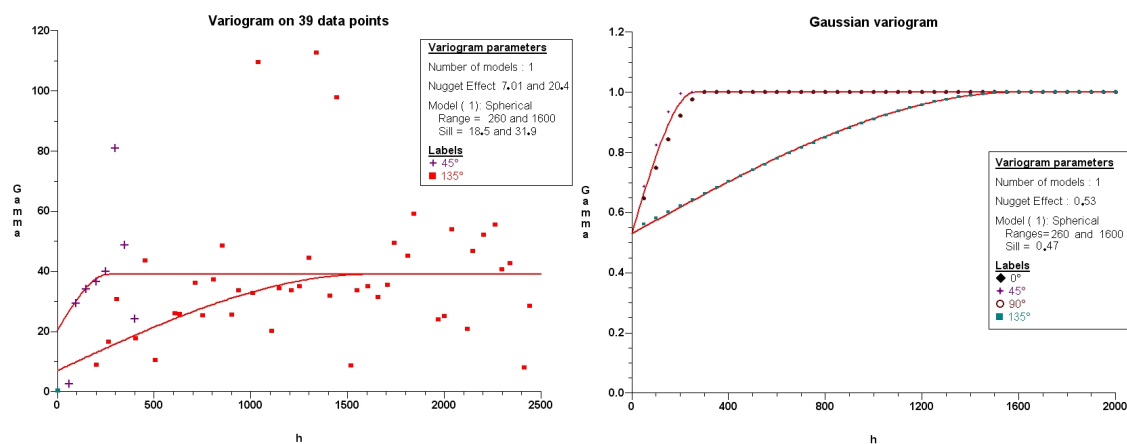 Variogram on 39 data points
120
100
80
60
40
20
0
G
a
m
m
a
0
500
1000
1500
2000
2500
h
Variogram parameters
Number of models : 1
Nugget Effect 7.01 and 20.4
Model ( 1): Spherical
Range = 260 and 1600
Sill = 18.5 and 31.9
Labels
45°
135°
Gaussian variogram
1.2
1.0
0.8
0.6
0.4
0.2
0.0
G
a
m
m
a
0
400
800
1200
1600
2000
h
Variogram parameters
Number of models : 1
Nugget Effect : 0.53
Model ( 1): Spherical
Ranges=260 and 1600
Sill = 0.47
Labels
0°
45°
90°
135°